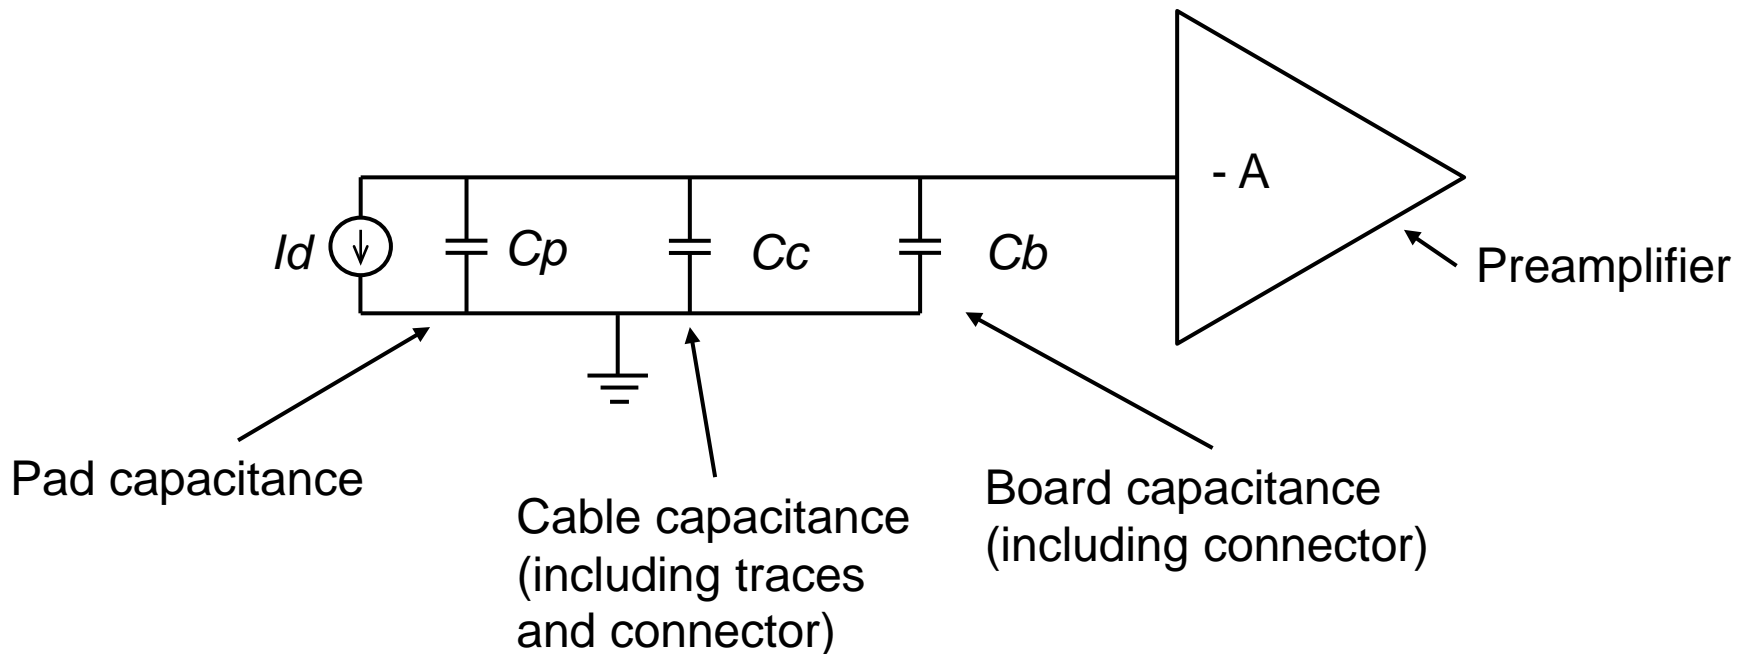 - A
Id
Cp
Cc
Cb
Preamplifier
Pad capacitance
Cable capacitance
(including traces
and connector)
Board capacitance
(including connector)